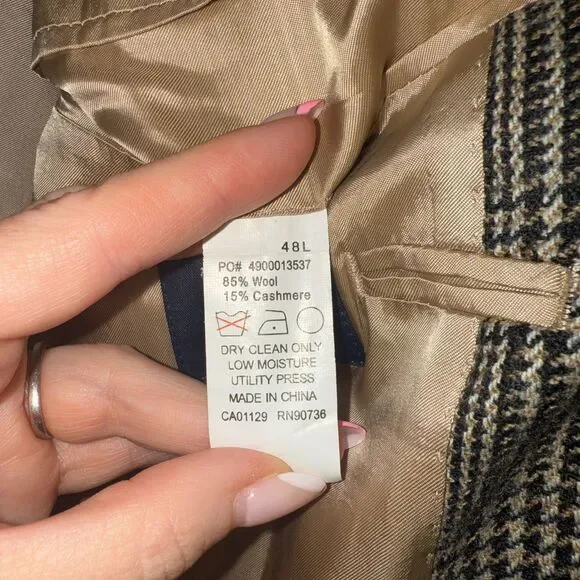 48L
PO# 4900013537
85% Wool
15% Cashmere
DRY CLEAN ONLY
LOW MOISTURE
UTILITY PRESS
MADE IN CHINA
CA01129 RN90736